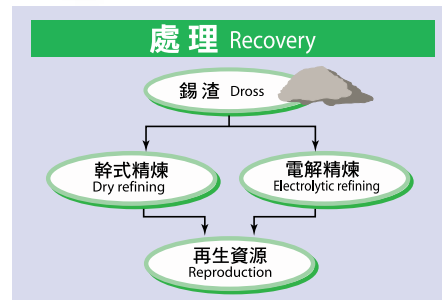 處理 Recovery
錫渣 Dross
幹式精煉
Dry refining
電解精煉
Electrolytic refining
再生資源
Reproduction